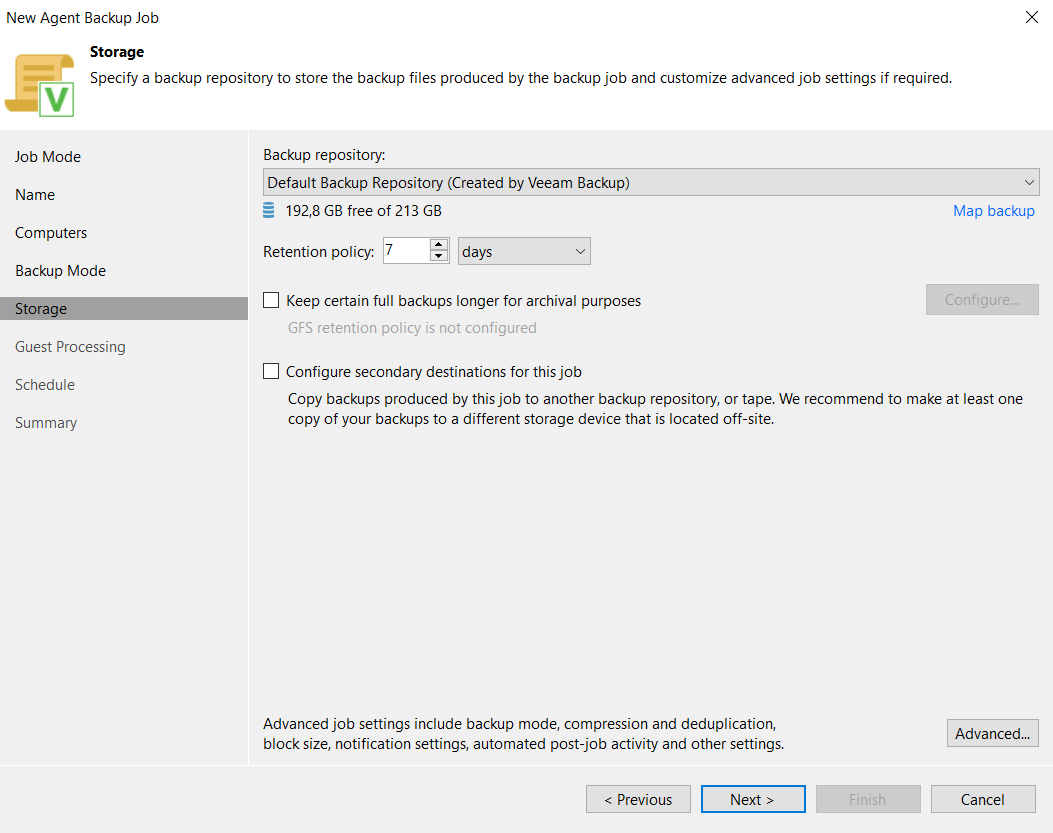 New Agent Backup Job
Storage
Specify a backup repository to store the backup files produced by the backup job and customize advanced job settings if required.
V
Job Mode
Name
Computers
Backup Mode
Storage
Guest Processing
Schedule
Summary
Backup repository:
Default Backup Repository (Created by Veeam Backup)
192,8 GB free of 213 GB
Map backup
Retention policy: 7 days
Keep certain full backups longer for archival purposes
Configure...
GFS retention policy is not configured
Configure secondary destinations for this job
Copy backups produced by this job to another backup repository, or tape. We recommend to make at least one
copy of your backups to a different storage device that is located off-site.
Advanced job settings include backup mode, compression and deduplication,
block size, notification settings, automated post-job activity and other settings.
Advanced...
< Previous
Next >
Finish
Cancel